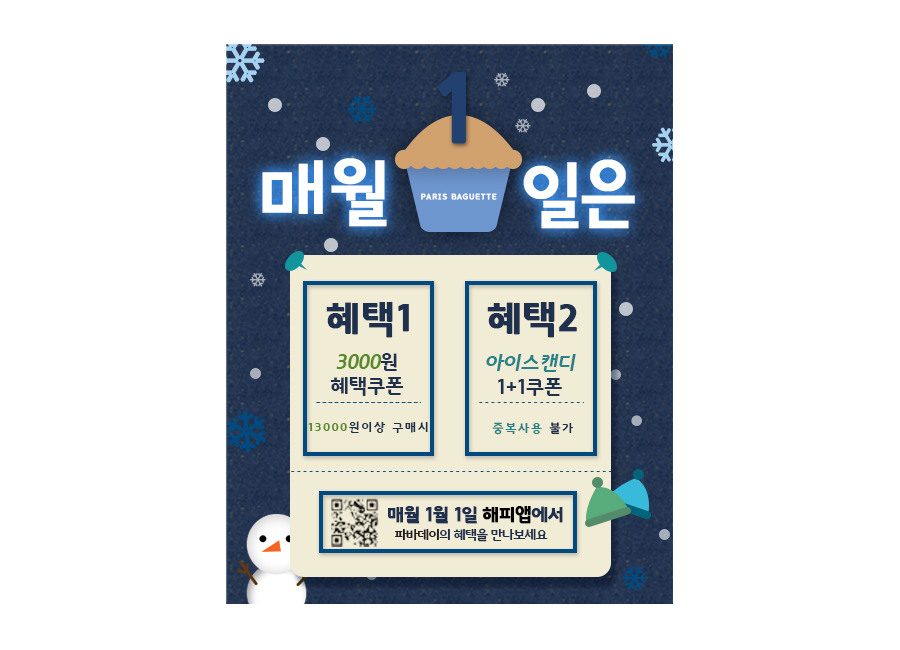 1
매월
일은
PARIS BAGUETTE
혜택1
3000원
혜택쿠폰
13000원이상 구매시
혜택2
아이스캔디
1+1쿠폰
중복사용 불가
매월 1월 1일 해피앱에서
파바데이의 혜택을 만나보세요